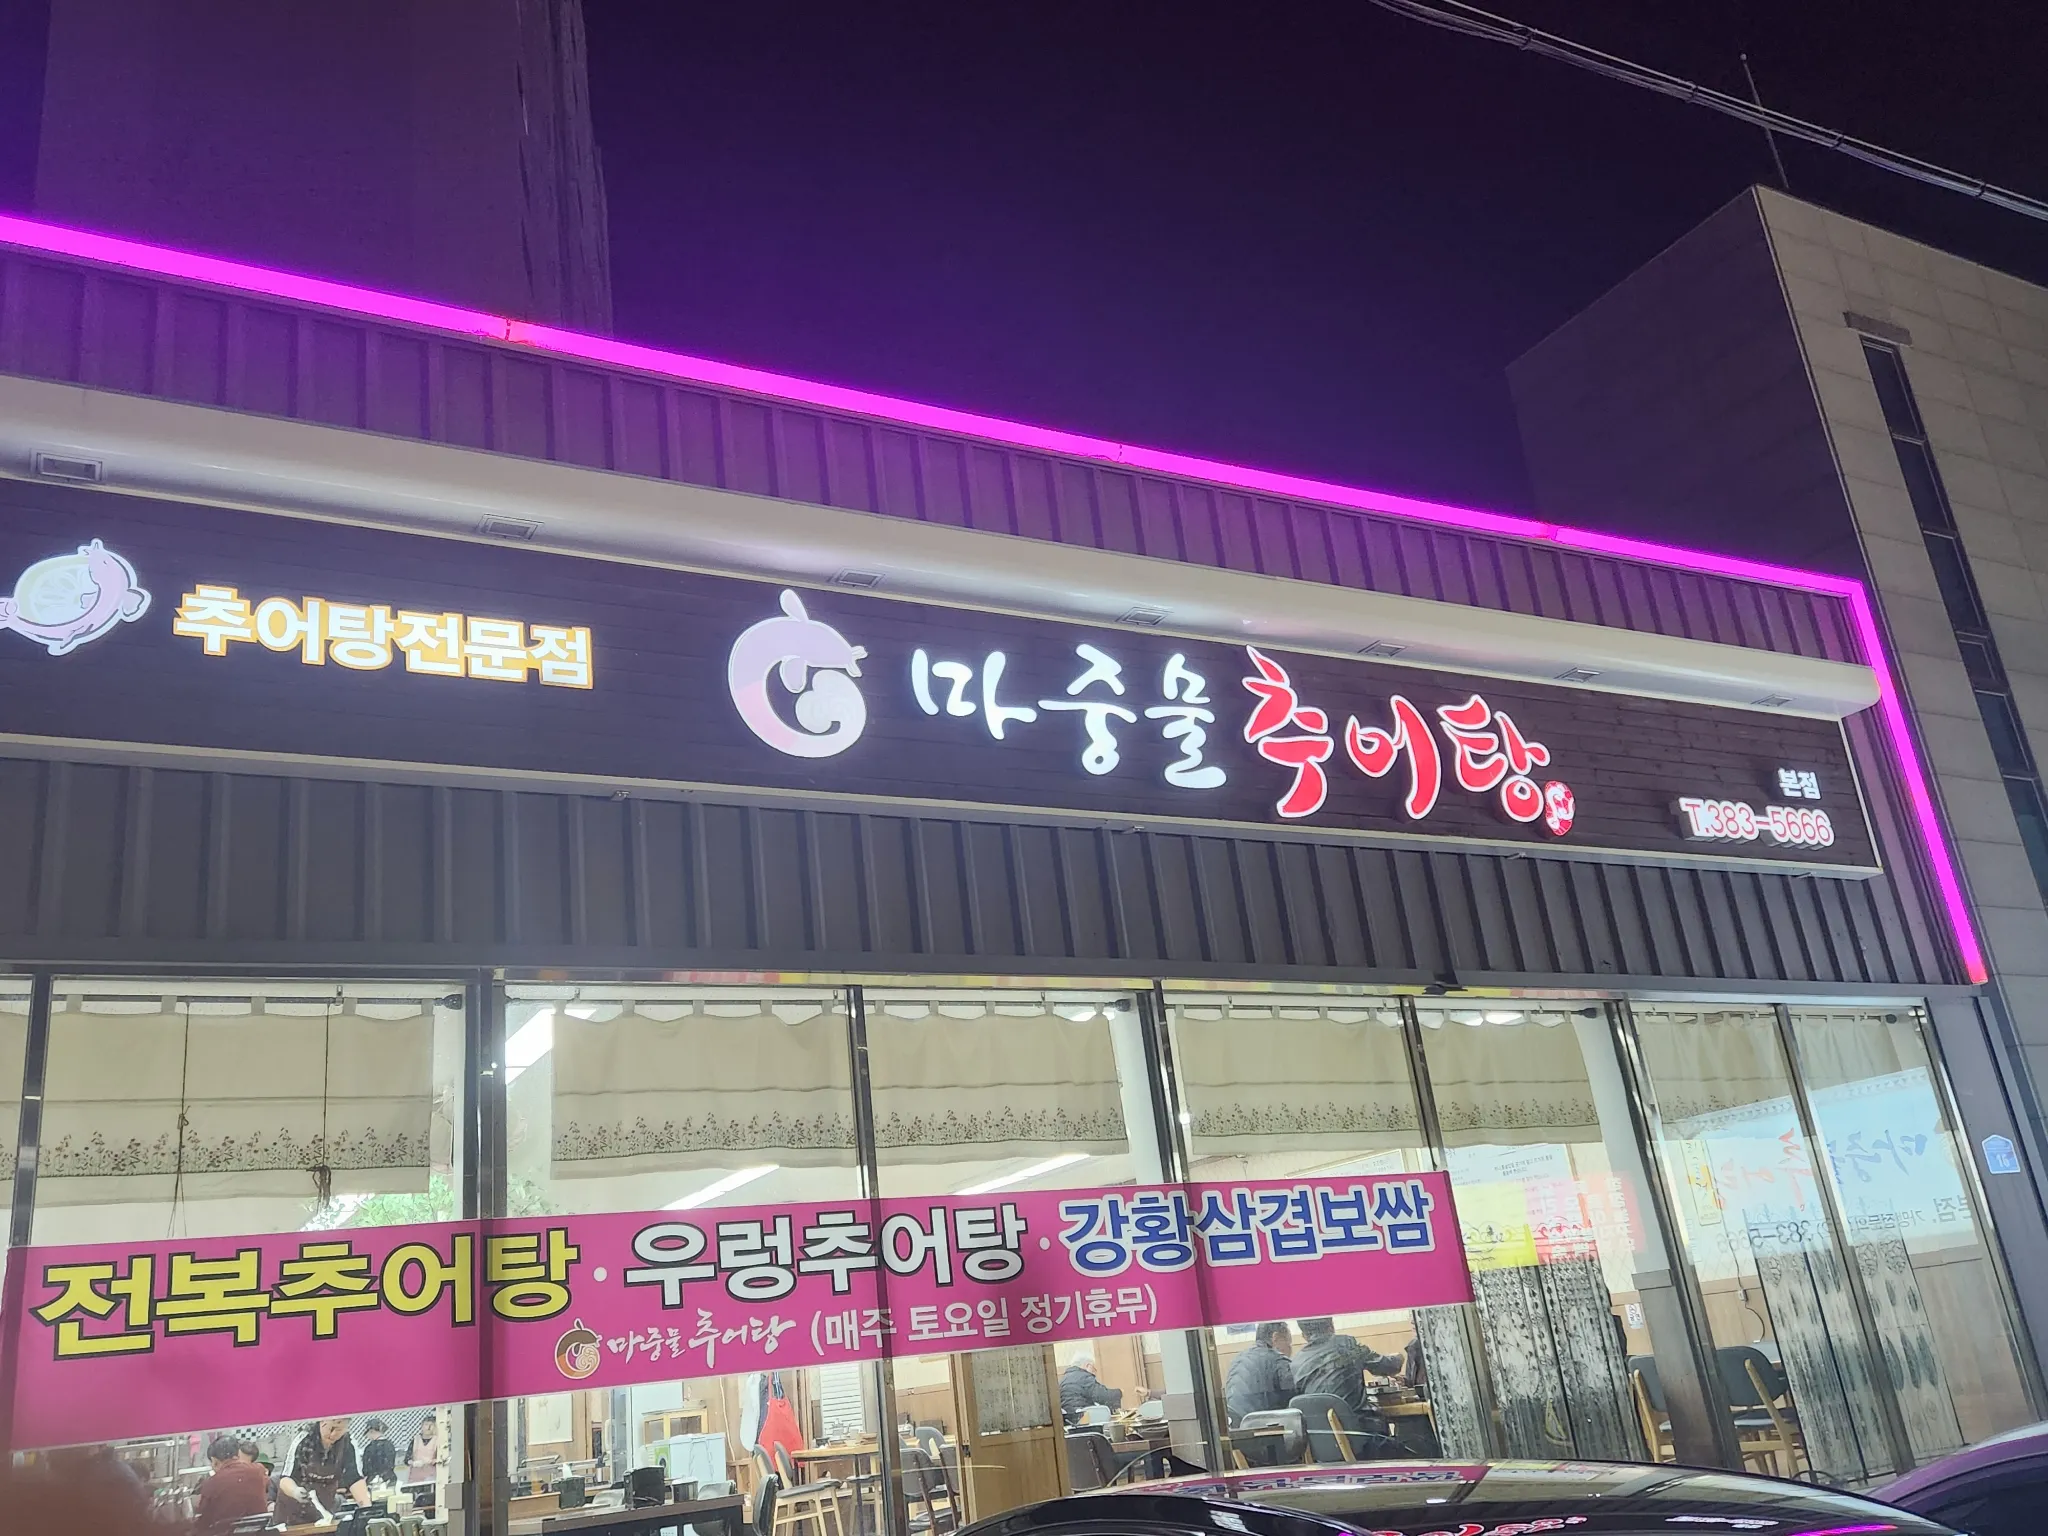 추어탕전문점
마중물 추어탕
본점
T.383-5666
전복추어탕·우렁추어탕·강황삼겹보쌈
마중물추어탕 (매주 토요일 정기휴무)
16